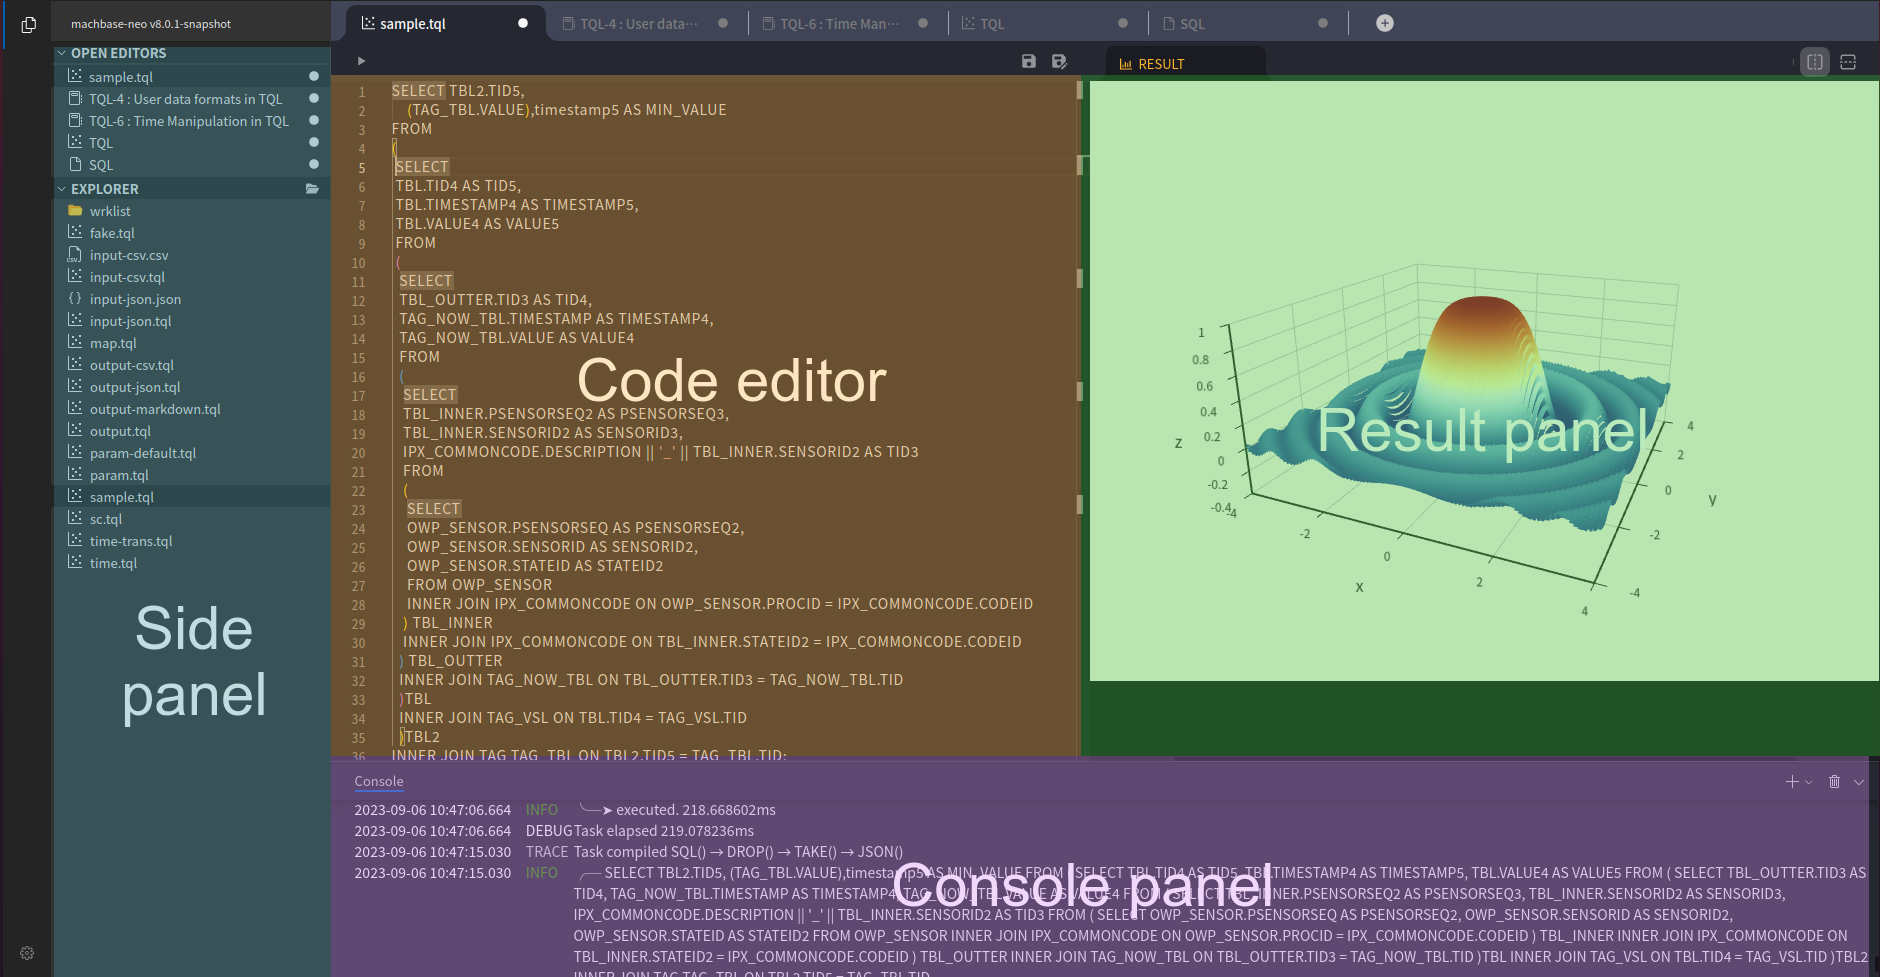 machbase-neo v8.0.1-snapshot
OPEN EDITORS
sample.tql
TQL-4 : User data formats in TQL
TQL-6 : Time Manipulation in TQL
TQL
SQL
EXPLORER
wrklist
fake.tql
input-csv.csv
input-csv.tql
input-json.json
input-json.tql
map.tql
output-csv.tql
output-json.tql
output-markdown.tql
output.tql
param-default.tql
param.tql
sample.tql
sc.tql
time-trans.tql
time.tql
Side
panel
sample.tql
TQL-4 : User data···
TQL-6 : Time Man···
TQL
SQL
1 SELECT TBL2.TID5,
2 (TAG_TBL.VALUE),timestamp5 AS MIN_VALUE
3 FROM
4 (
5 SELECT
6 TBL.TID4 AS TID5,
7 TBL.TIMESTAMP4 AS TIMESTAMP5,
8 TBL.VALUE4 AS VALUE5
9 FROM
10 (
11 SELECT
12 TBL_OUTTER.TID3 AS TID4,
13 TAG_NOW_TBL.TIMESTAMP AS TIMESTAMP4,
14 TAG_NOW_TBL.VALUE AS VALUE4
15 FROM
16 (
17 SELECT
18 TBL_INNER.PSENSORSEQ2 AS PSENSORSEQ3,
19 TBL_INNER.SENSORID2 AS SENSORID3,
20 IPX_COMMONCODE.DESCRIPTION || '_' || TBL_INNER.SENSORID2 AS TID3
21 FROM
22 (
23 SELECT
24 OWP_SENSOR.PSENSORSEQ AS PSENSORSEQ2,
25 OWP_SENSOR.SENSORID AS SENSORID2,
26 OWP_SENSOR.STATEID AS STATEID2
27 FROM OWP_SENSOR
28 INNER JOIN IPX_COMMONCODE ON OWP_SENSOR.PROCID = IPX_COMMONCODE.CODEID
29 ) TBL_INNER
30 INNER JOIN IPX_COMMONCODE ON TBL_INNER.STATEID2 = IPX_COMMONCODE.CODEID
31 ) TBL_OUTTER
32 INNER JOIN TAG_NOW_TBL ON TBL_OUTTER.TID3 = TAG_NOW_TBL.TID
33 )TBL
34 INNER JOIN TAG_VSL ON TBL.TID4 = TAG_VSL.TID
35 )TBL2
36 INNER JOIN TAG TAG_TBL ON TBL2.TID5 = TAG_TBL.TID;
Code editor
RESULT
1
0.8
0.6
0.4
0.2
0
-0.2
-0.4
Z
-4
-2
0
2
4
X
4
2
0
-2
-4
Y
Result panel
Console
2023-09-06 10:47:06.664 INFO ╰─➤ executed. 218.668602ms
2023-09-06 10:47:06.664 DEBUG Task elapsed 219.078236ms
2023-09-06 10:47:15.030 TRACE Task compiled SQL() → DROP() → TAKE() → JSON()
2023-09-06 10:47:15.030 INFO ╭─ SELECT TBL2.TID5, (TAG_TBL.VALUE),timestamp5 AS MIN_VALUE FROM ( SELECT TBL.TID4 AS TID5, TBL.TIMESTAMP4 AS TIMESTAMP5, TBL.VALUE4 AS VALUE5 FROM ( SELECT TBL_OUTTER.TID3 AS
TID4, TAG_NOW_TBL.TIMESTAMP AS TIMESTAMP4, TAG_NOW_TBL.VALUE AS VALUE4 FROM ( SELECT TBL_INNER.PSENSORSEQ2 AS PSENSORSEQ3, TBL_INNER.SENSORID2 AS SENSORID3,
IPX_COMMONCODE.DESCRIPTION || '_' || TBL_INNER.SENSORID2 AS TID3 FROM ( SELECT OWP_SENSOR.PSENSORSEQ AS PSENSORSEQ2, OWP_SENSOR.SENSORID AS SENSORID2,
OWP_SENSOR.STATEID AS STATEID2 FROM OWP_SENSOR INNER JOIN IPX_COMMONCODE ON OWP_SENSOR.PROCID = IPX_COMMONCODE.CODEID ) TBL_INNER INNER JOIN IPX_COMMONCODE ON
TBL_INNER.STATEID2 = IPX_COMMONCODE.CODEID ) TBL_OUTTER INNER JOIN TAG_NOW_TBL ON TBL_OUTTER.TID3 = TAG_NOW_TBL.TID )TBL INNER JOIN TAG_VSL ON TBL.TID4 = TAG_VSL.TID )TBL2
INNER JOIN TAG TAG_TBL ON TBL2.TID5 = TAG_TBL.TID
Console panel